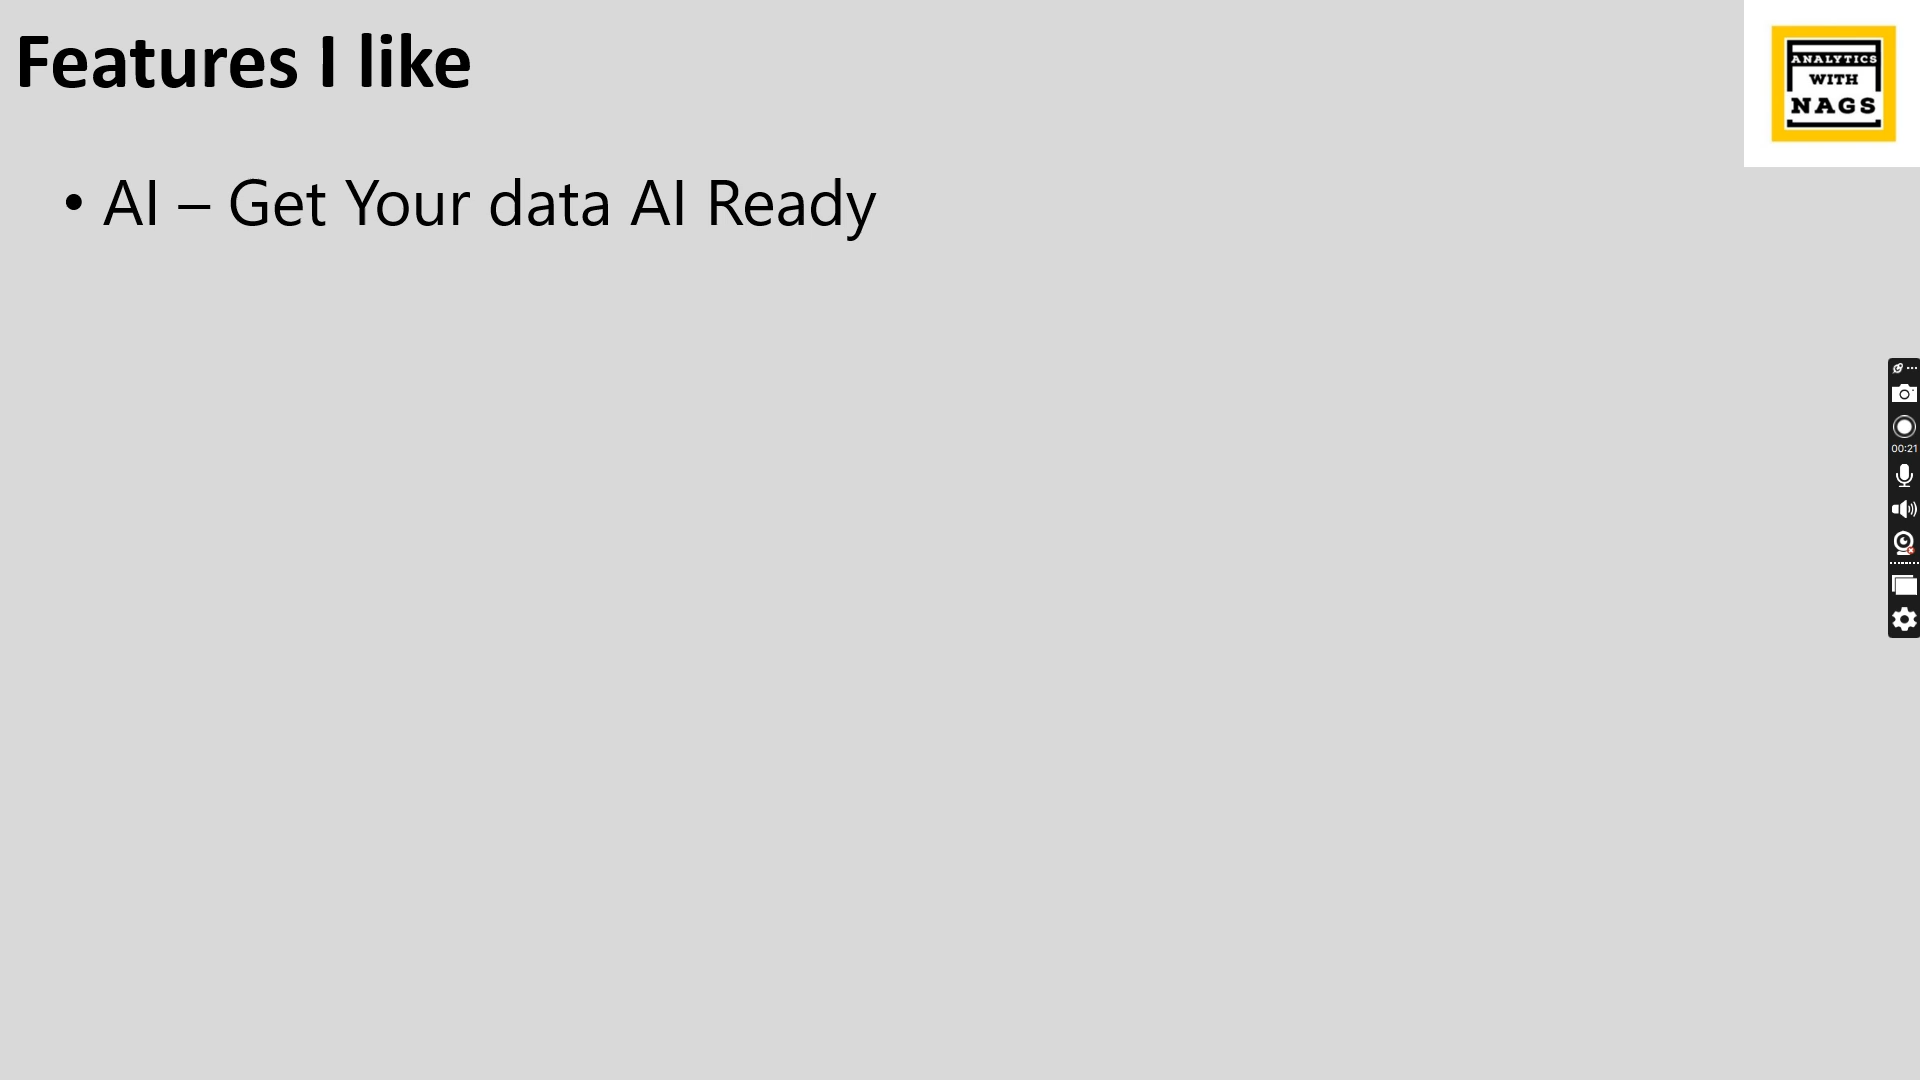 Features I like
ANALYTICS
WITH
NAGS
• AI – Get Your data AI Ready
00:21